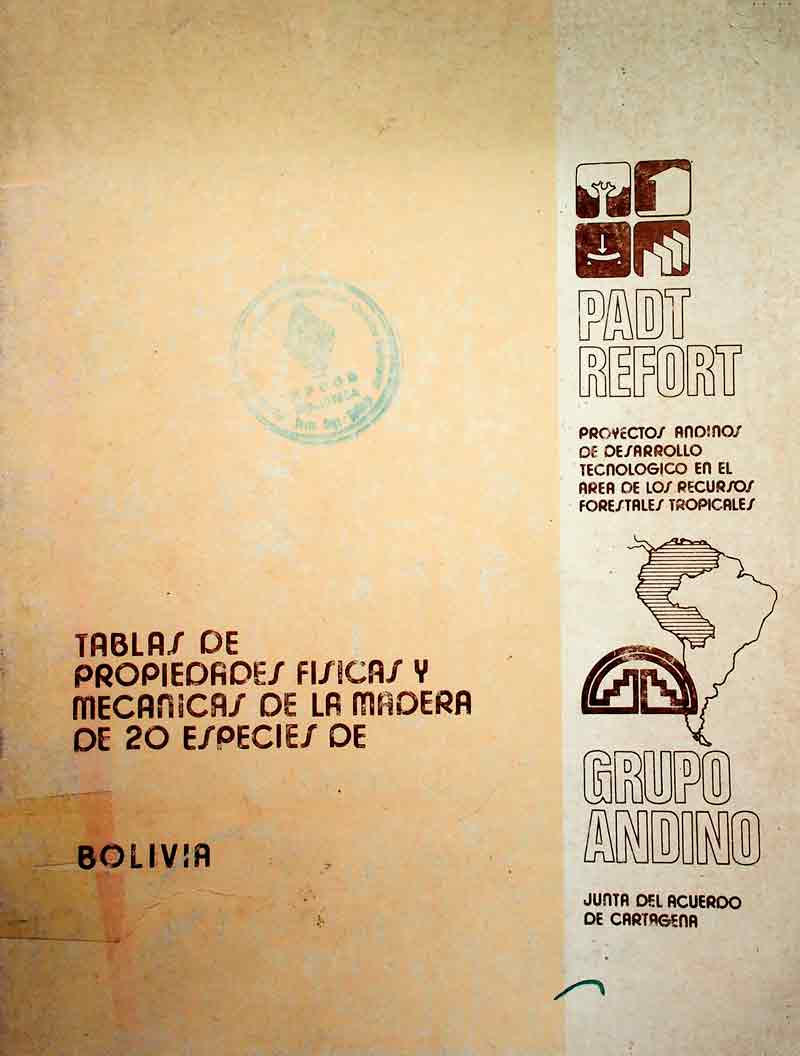 PADT
REFORT
PROYECTOS ANDINOS
DE DESARROLLO
TECNOLOGICO EN EL
AREA DE LOS RECURSOS
FORESTALES TROPICALES
TABLAS DE
PROPIEDADES FISICAS Y
MECANICAS DE LA MADERA
DE 20 ESPECIES DE
BOLIVIA
GRUPO
ANDINO
JUNTA DEL ACUERDO
DE CARTAGENA